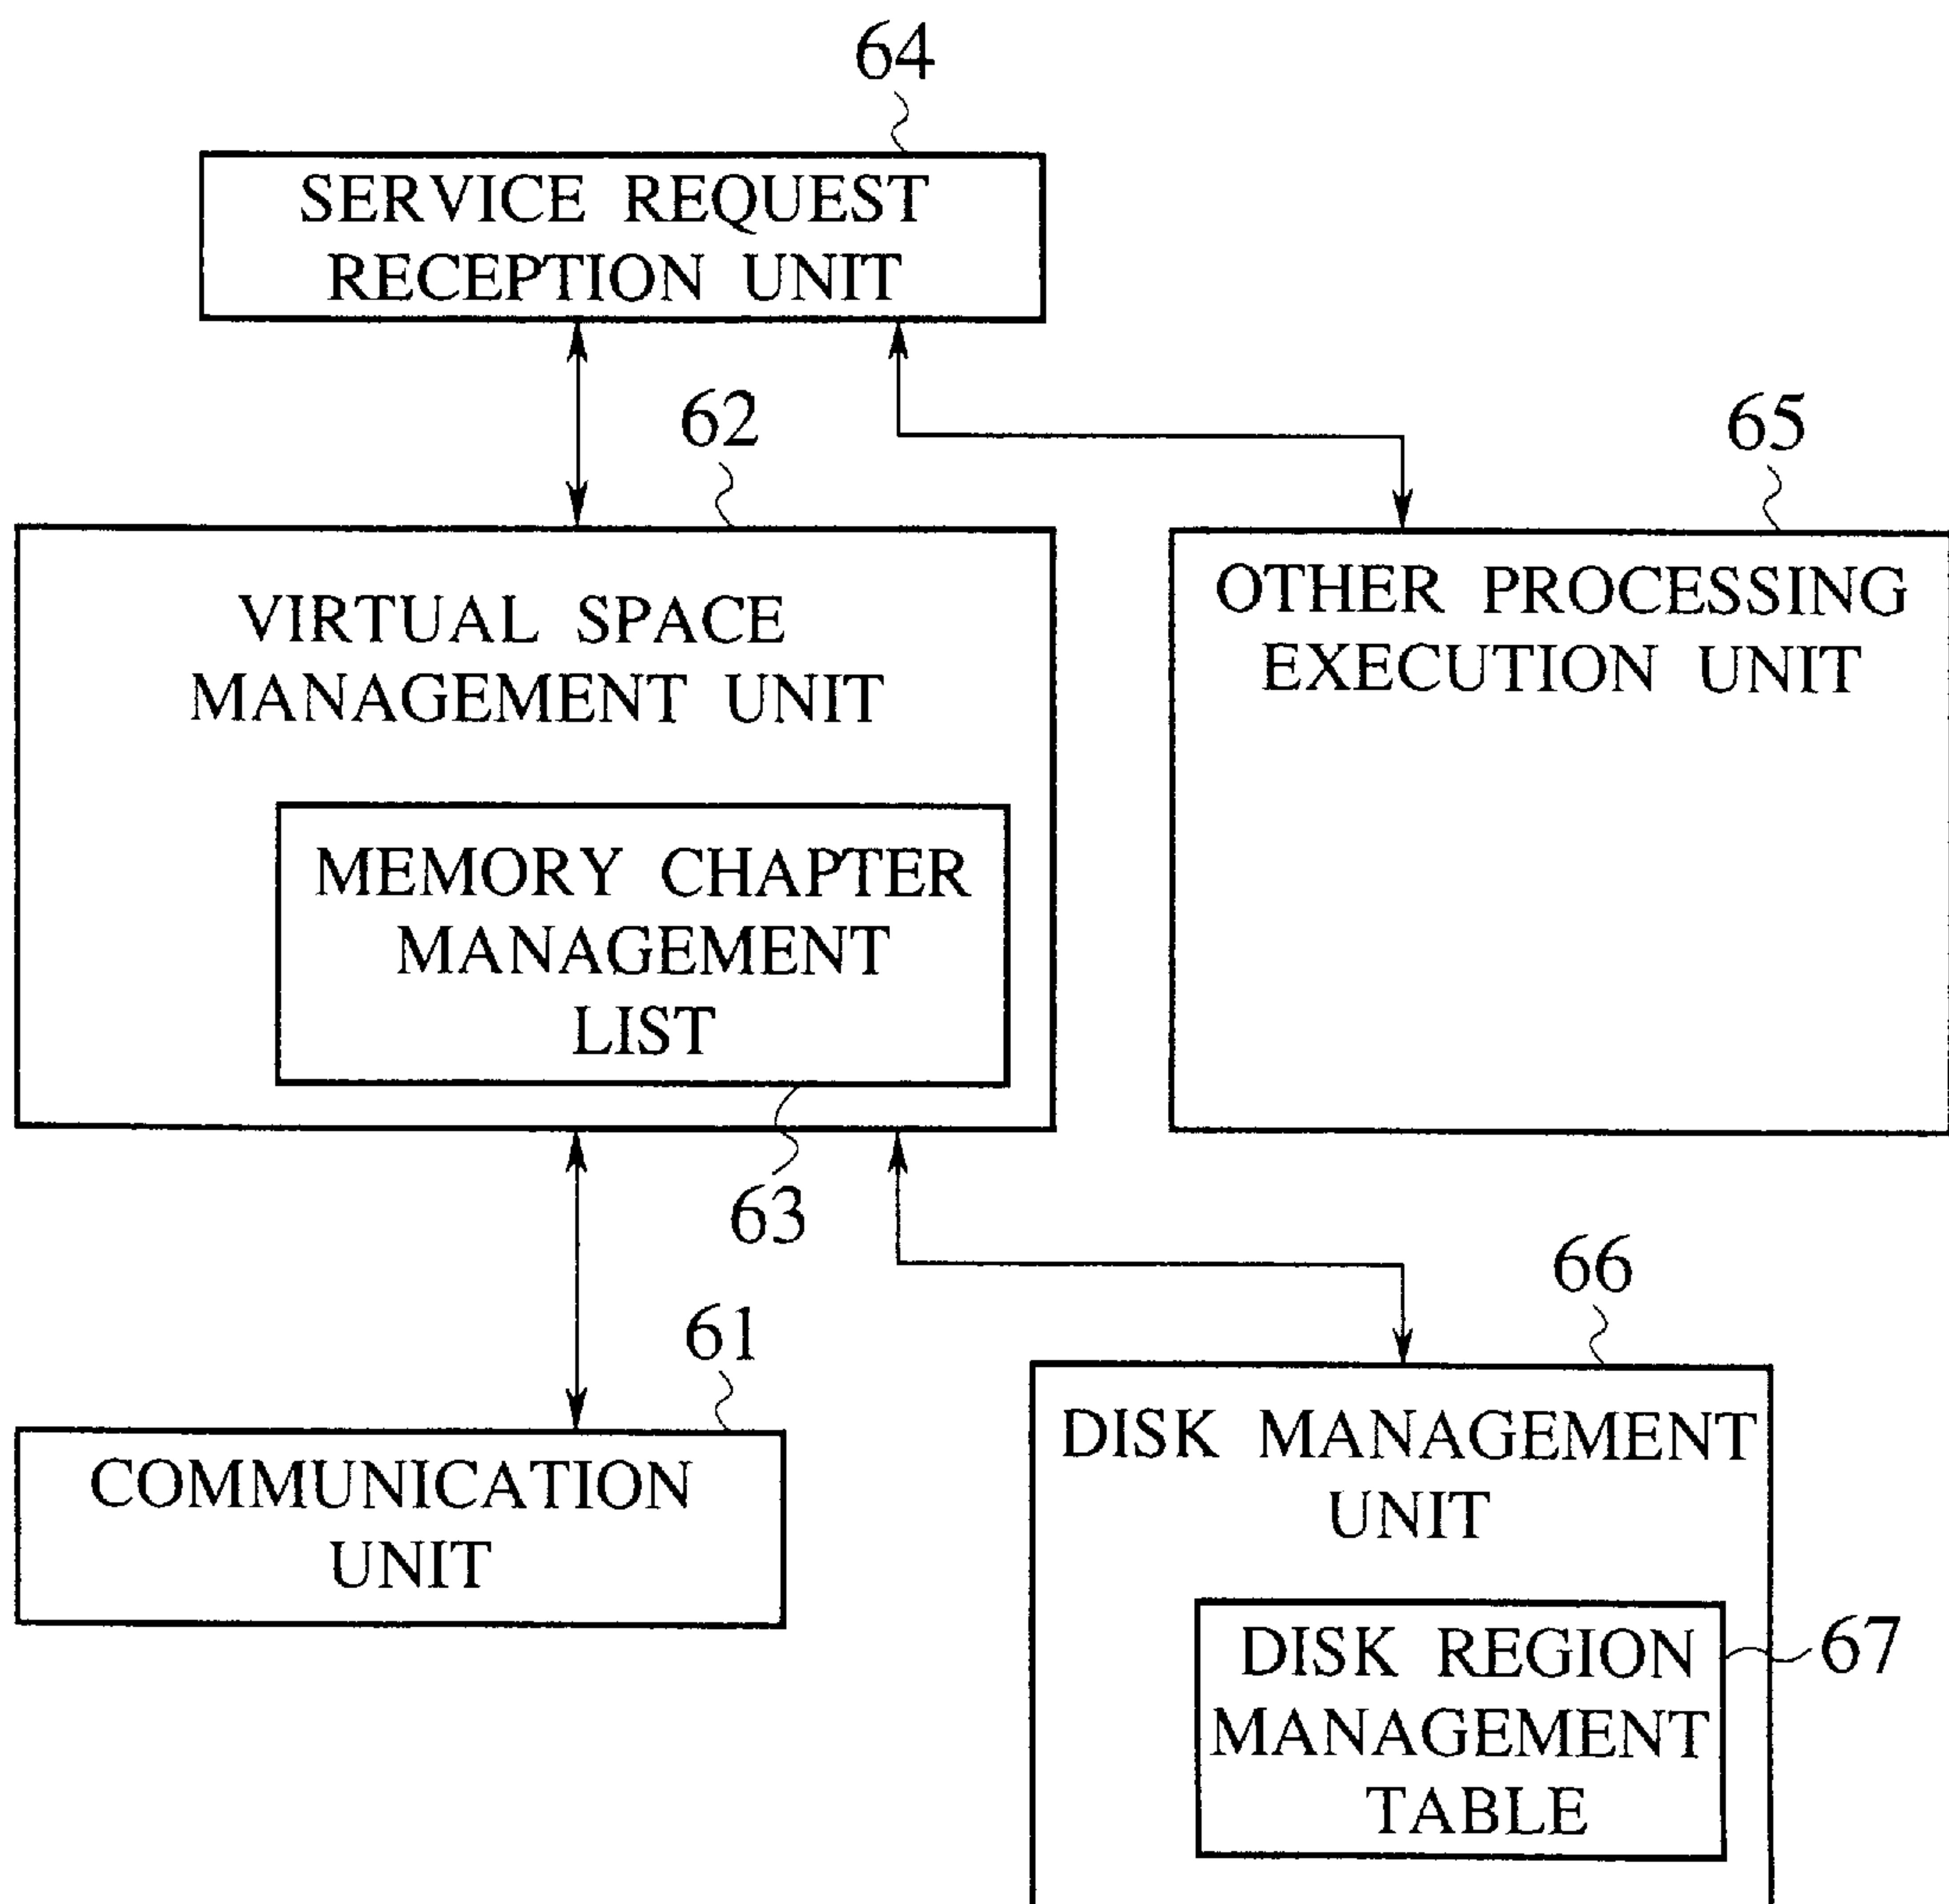 64
SERVICE REQUEST
RECEPTION UNIT
62
65
VIRTUAL SPACE
MANAGEMENT UNIT
OTHER PROCESSING
EXECUTION UNIT
MEMORY CHAPTER
MANAGEMENT
LIST
63
61
66
COMMUNICATION
UNIT
DISK MANAGEMENT
UNIT
DISK REGION
MANAGEMENT
TABLE
67